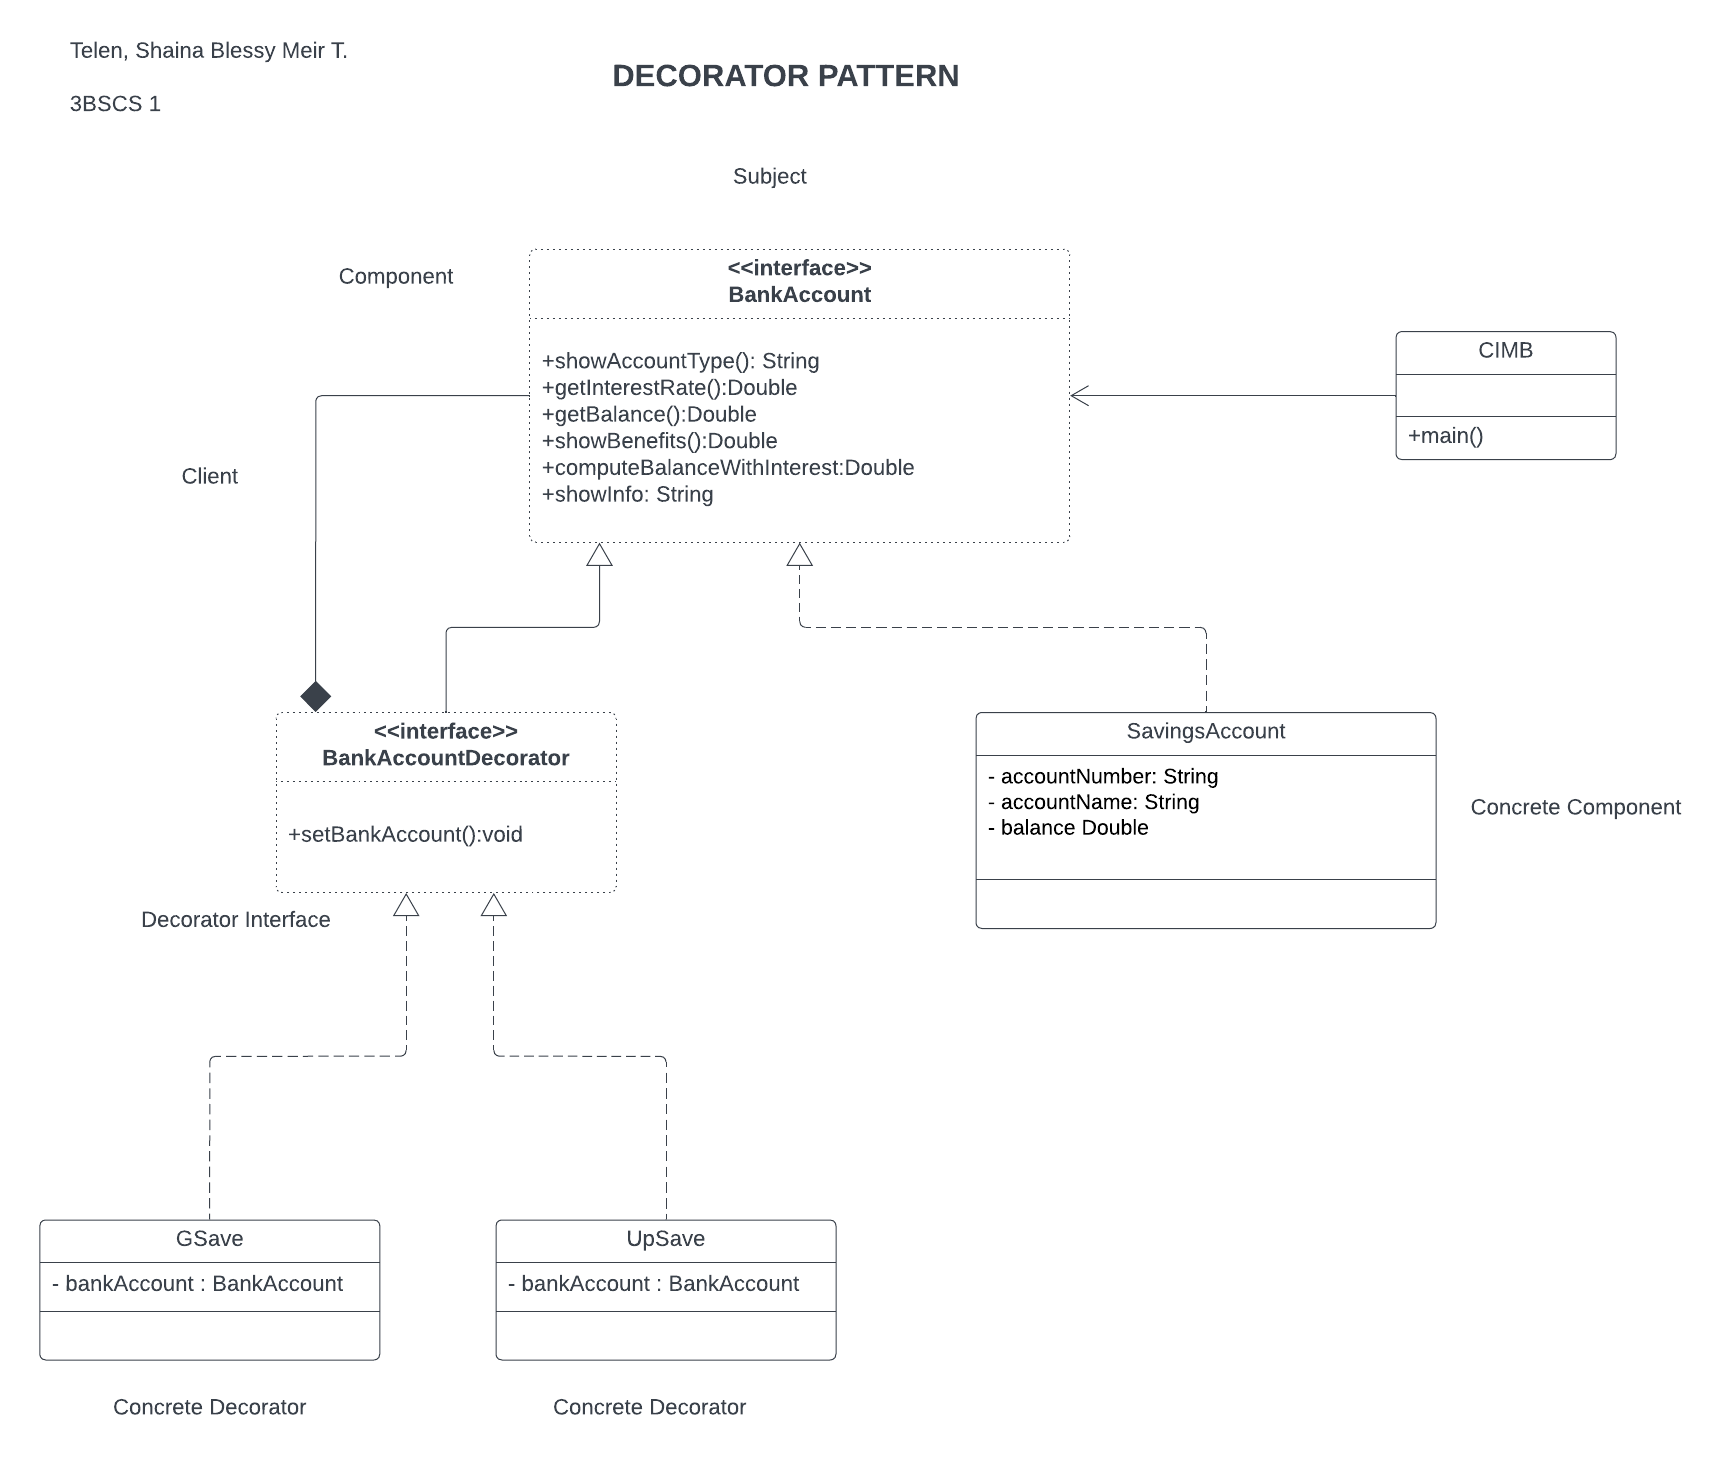 Telen, Shaina Blessy Meir T.
3BSCS 1
DECORATOR PATTERN
Subject
Component
<<interface>>
BankAccount
+showAccountType(): String
+getInterestRate():Double
+getBalance():Double
+showBenefits():Double
+computeBalanceWithInterest:Double
+showInfo: String
CIMB
+main()
Client
<<interface>>
BankAccountDecorator
+setBankAccount():void
Decorator Interface
SavingsAccount
- accountNumber: String
- accountName: String
- balance Double
Concrete Component
GSave
- bankAccount : BankAccount
Concrete Decorator
UpSave
- bankAccount : BankAccount
Concrete Decorator